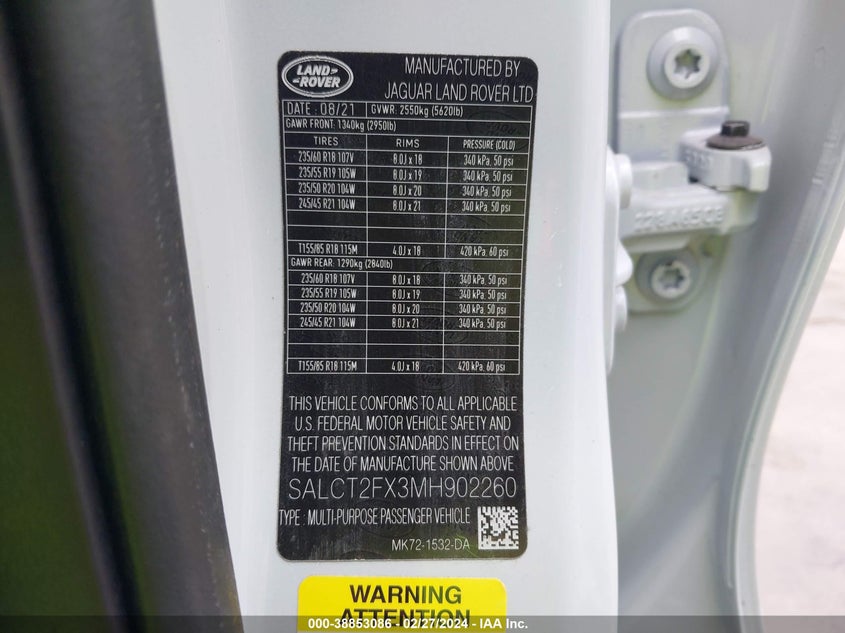 LAND
ROVER
MANUFACTURED BY
JAGUAR LAND ROVER LTD
DATE : 08/21 GVWR: 2550kg (5620lb)
GAWR FRONT: 1340kg (2950lb)
TIRES RIMS PRESSURE (COLD)
235/60 R18 107V 8.0J x 18 340 kPa, 50 psi
235/55 R19 105W 8.0J x 19 340 kPa, 50 psi
235/50 R20 104W 8.0J x 20 340 kPa, 50 psi
245/45 R21 104W 8.0J x 21 340 kPa, 50 psi
T155/85 R18 115M 4.0J x 18 420 kPa, 60 psi
GAWR REAR: 1290kg (2840lb)
235/60 R18 107V 8.0J x 18 340 kPa, 50 psi
235/55 R19 105W 8.0J x 19 340 kPa, 50 psi
235/50 R20 104W 8.0J x 20 340 kPa, 50 psi
245/45 R21 104W 8.0J x 21 340 kPa, 50 psi
T155/85 R18 115M 4.0J x 18 420 kPa, 60 psi
THIS VEHICLE CONFORMS TO ALL APPLICABLE
U.S. FEDERAL MOTOR VEHICLE SAFETY AND
THEFT PREVENTION STANDARDS IN EFFECT ON
THE DATE OF MANUFACTURE SHOWN ABOVE
SALCT2FX3MH902260
TYPE : MULTI-PURPOSE PASSENGER VEHICLE
MK72-1532-DA
WARNING
ATTENTION
000-38853086 - 02/27/2024 - IAA Inc.